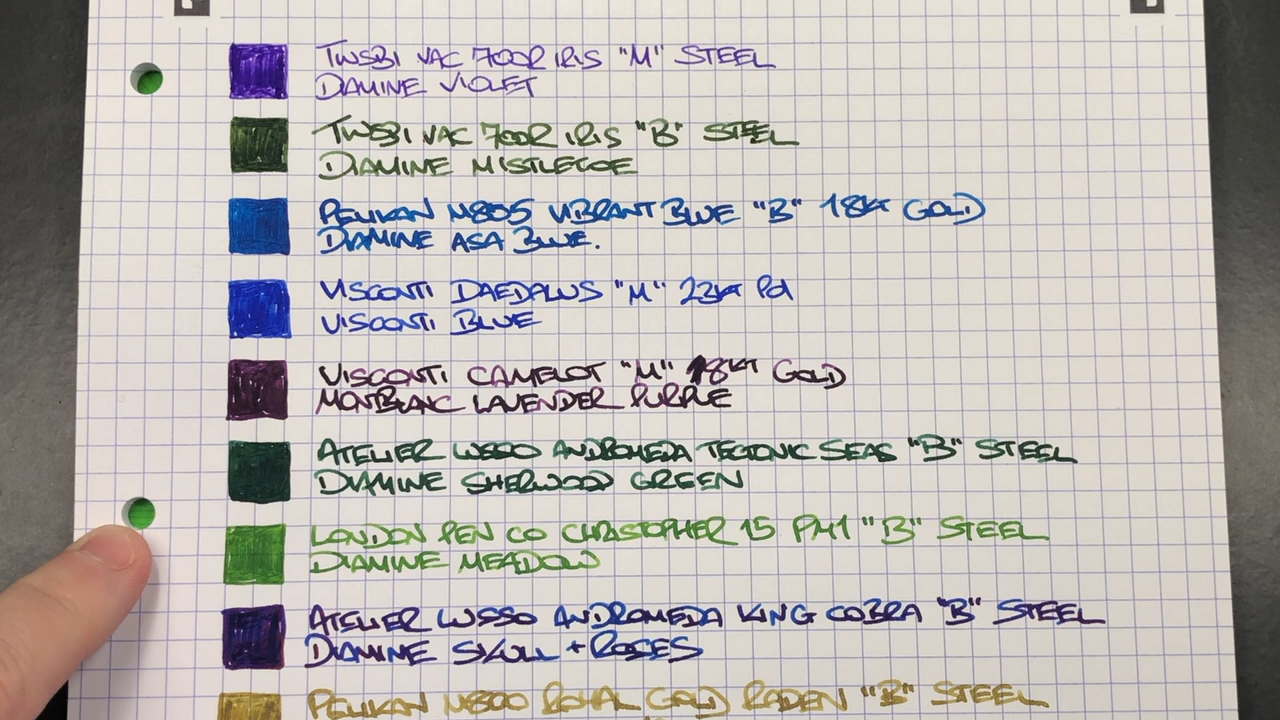 TWSBI VAC 700R IRIS "M" STEEL
DIAMINE VIOLET
TWSBI VAC 700R IRIS "B" STEEL
DIAMINE MISTLETOE
PELIKAN M805 VIBRANT BLUE "B" 18kt GOLD
DIAMINE ASA BLUE.
VISCONTI DAEDALUS "M" 23kt Pd
VISCONTI BLUE
VISCONTI CAMELOT "M" 18kt GOLD
MONTBLANC LAVENDER PURPLE
ATELIER LUSSO ANDROMEDA TECTONIC SEAS "B" STEEL
DIAMINE SHERWOOD GREEN
LONDON PEN CO CHRISTOPHER 15 PM1 "B" STEEL
DIAMINE MEADOW
ATELIER LUSSO ANDROMEDA KING COBRA "B" STEEL
DIAMINE SKULL + ROSES
PELIKAN M800 ROYAL GOLD RADEN "B" STEEL